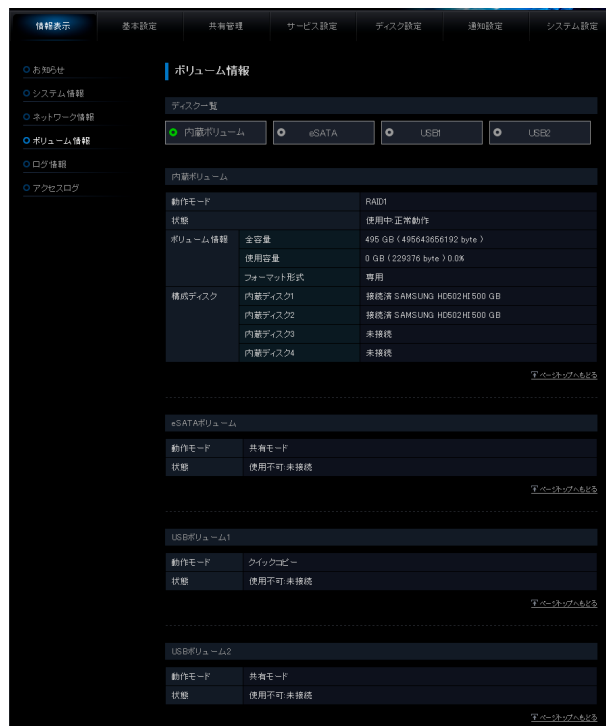 情報表示 基本設定 共有管理 サービス設定 ディスク設定 通知設定 システム設定
お知らせ
システム情報
ネットワーク情報
ボリューム情報
ログ情報
アクセスログ
ボリューム情報
ディスク一覧
内蔵ボリューム eSATA USB1 USB2
内蔵ボリューム
動作モード RAID1
状態 使用中:正常動作
ボリューム情報 全容量 495 GB ( 495643656192 byte )
使用容量 0 GB ( 229376 byte ) 0.0%
フォーマット形式 専用
構成ディスク 内蔵ディスク1 接続済 SAMSUNG HD502HI 500 GB
内蔵ディスク2 接続済 SAMSUNG HD502HI 500 GB
内蔵ディスク3 未接続
内蔵ディスク4 未接続
ページトップへもどる
eSATAボリューム
動作モード 共有モード
状態 使用不可:未接続
ページトップへもどる
USBボリューム1
動作モード クイックコピー
状態 使用不可:未接続
ページトップへもどる
USBボリューム2
動作モード 共有モード
状態 使用不可:未接続
ページトップへもどる